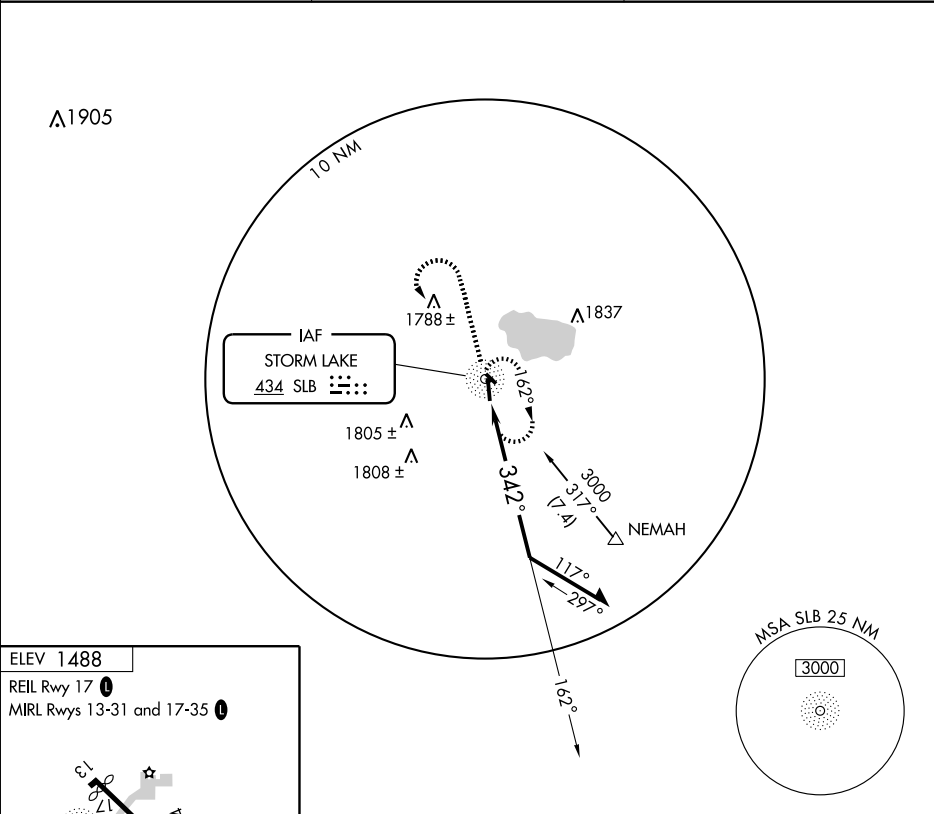 1905
10 NM
1788 ±
1837
IAF
STORM LAKE
434 SLB
162°
1805 ±
1808 ±
342°
3000
317°
(7.4)
NEMAH
117°
297°
162°
MSA SLB 25 NM
3000
ELEV 1488
REIL Rwy 17 L
MIRL Rwys 13-31 and 17-35 L
13
17